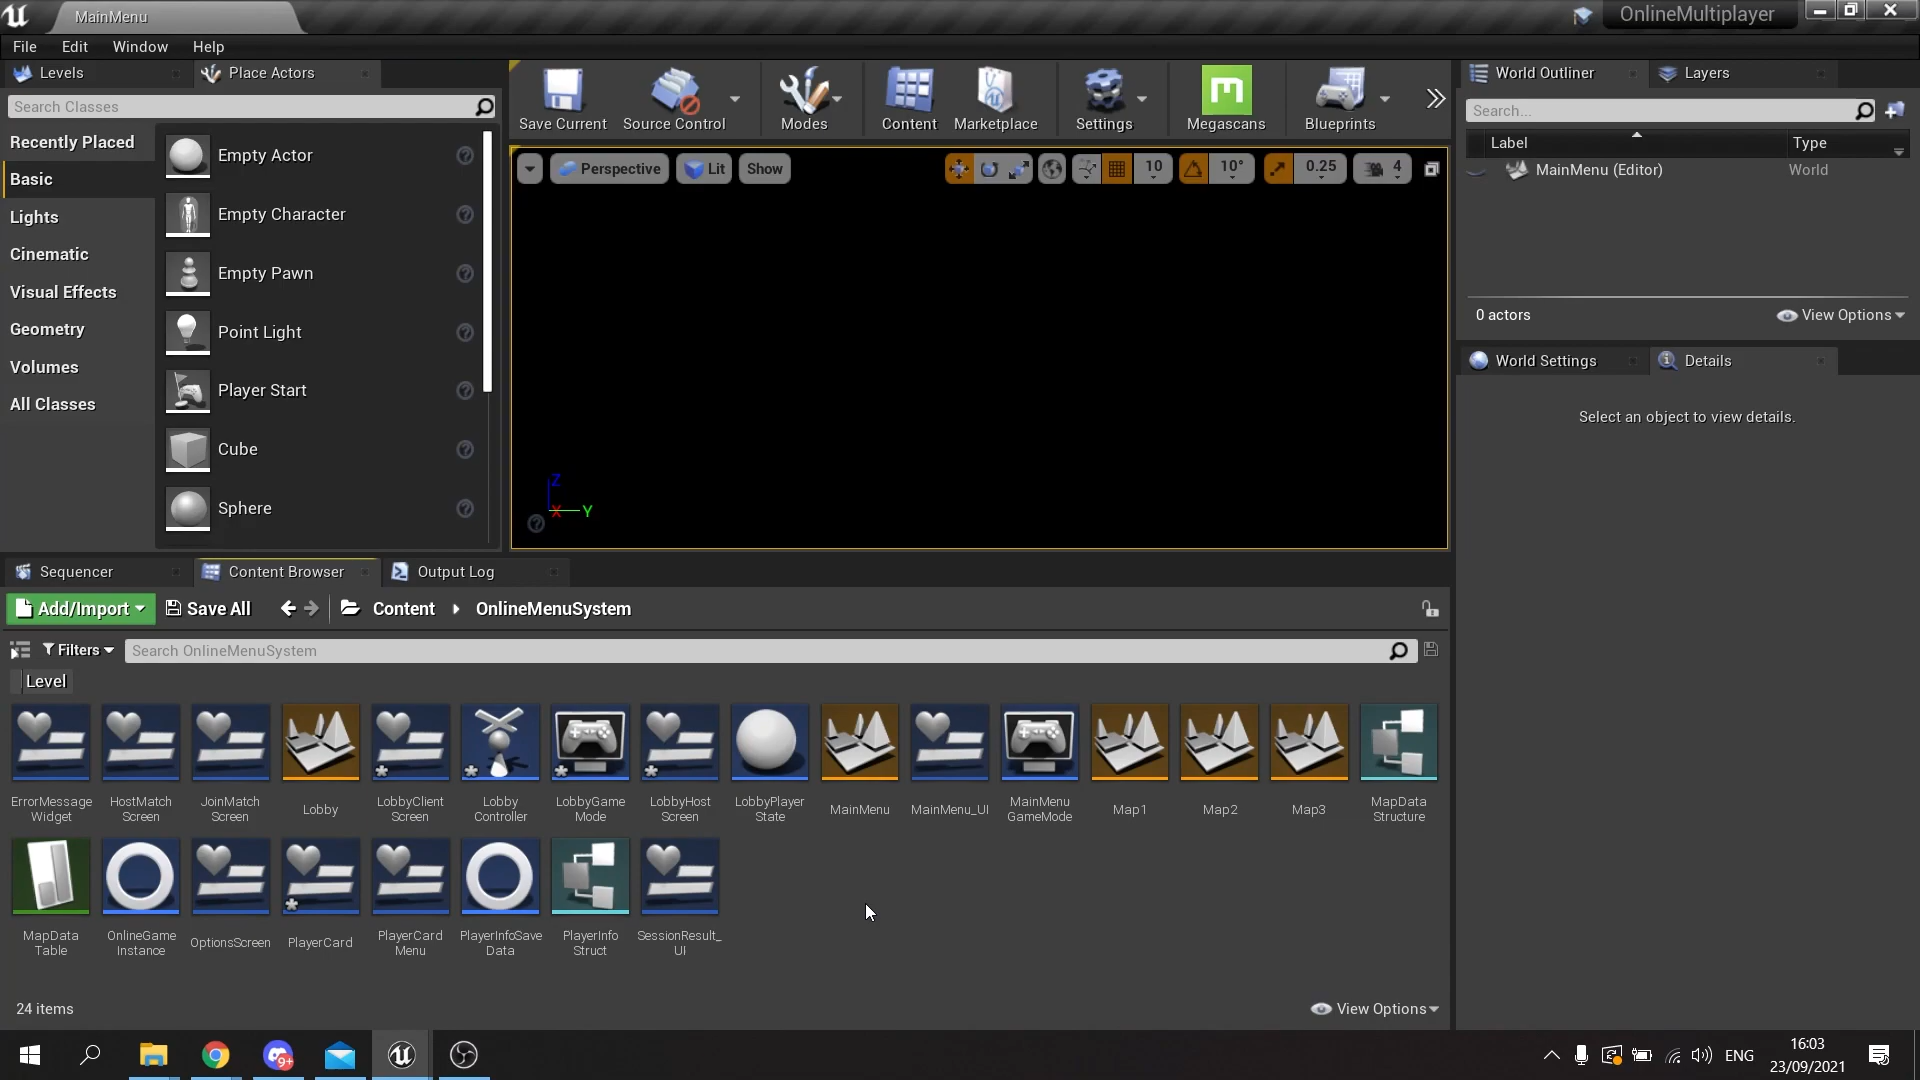 MainMenu
OnlineMultiplayer
File Edit Window Help
Levels
Place Actors
Search Classes
Recently Placed
Basic
Lights
Cinematic
Visual Effects
Geometry
Volumes
All Classes
Empty Actor
Empty Character
Empty Pawn
Point Light
Player Start
Cube
Sphere
Save Current
Source Control
Modes
Content
Marketplace
Settings
Megascans
Blueprints
Perspective
Lit
Show
10
10°
0.25
4
Z
X
Y
World Outliner
Layers
Search...
Label
Type
MainMenu (Editor)
World
0 actors
View Options
World Settings
Details
Select an object to view details.
Sequencer
Content Browser
Output Log
Add/Import
Save All
Content
OnlineMenuSystem
Filters
Search OnlineMenuSystem
Level
ErrorMessage
Widget
HostMatch
Screen
JoinMatch
Screen
Lobby
LobbyClient
Screen
Lobby
Controller
LobbyGame
Mode
LobbyHost
Screen
LobbyPlayer
State
MainMenu
MainMenu_UI
MainMenu
GameMode
Map1
Map2
Map3
MapData
Structure
MapData
Table
OnlineGame
Instance
OptionsScreen
PlayerCard
PlayerCard
Menu
PlayerInfoSave
Data
PlayerInfo
Struct
SessionResult_
UI
24 items
View Options
9+
ENG
16:03
23/09/2021